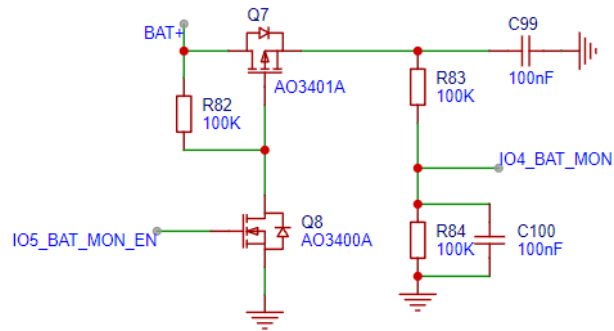 Q7
C99
BAT+
AO3401A
100nF
R82
100K
R83
100K
IO4_BAT_MON
Q8
AO3400A
IO5_BAT_MON_EN
R84
100K
C100
100nF